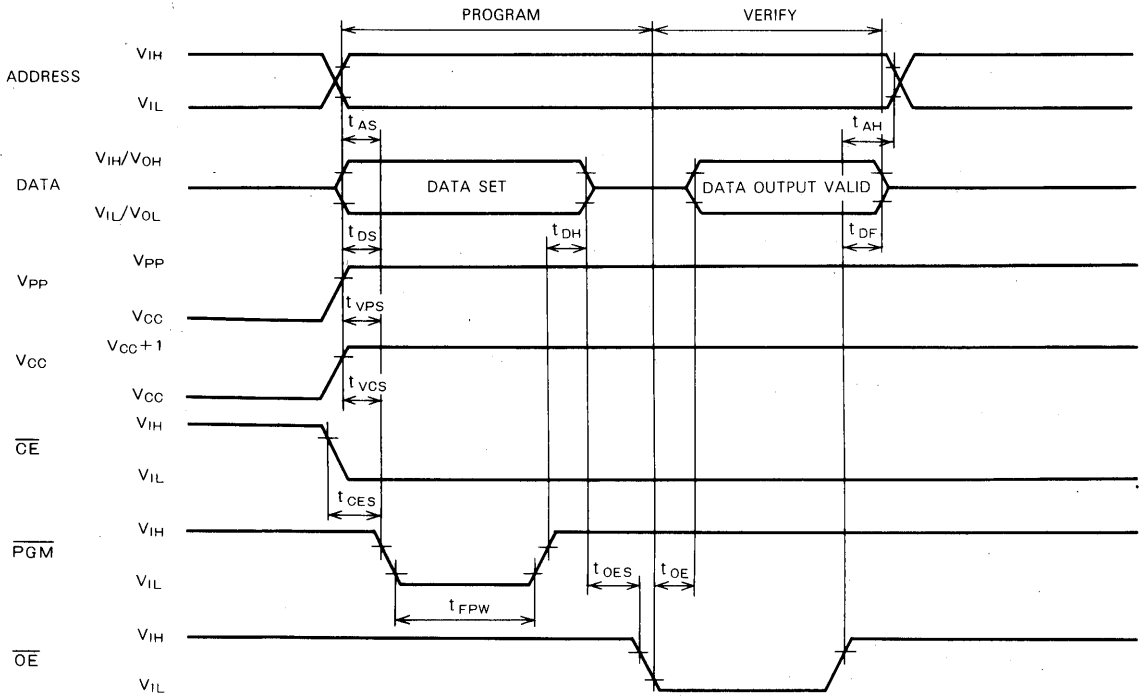 PROGRAM VERIFY
VIH
ADDRESS
VIL
tAS tAH
VIH/VOH
DATA DATA SET DATA OUTPUT VALID
VIL/VOL
tDS tDH tDF
VPP
VPP
tVPS
VCC
VCC+1
VCC
tVCS
VCC
VIH
CE
VIL
tCES
VIH
PGM
VIL
tOES tOE
tFPW
VIH
OE
VIL